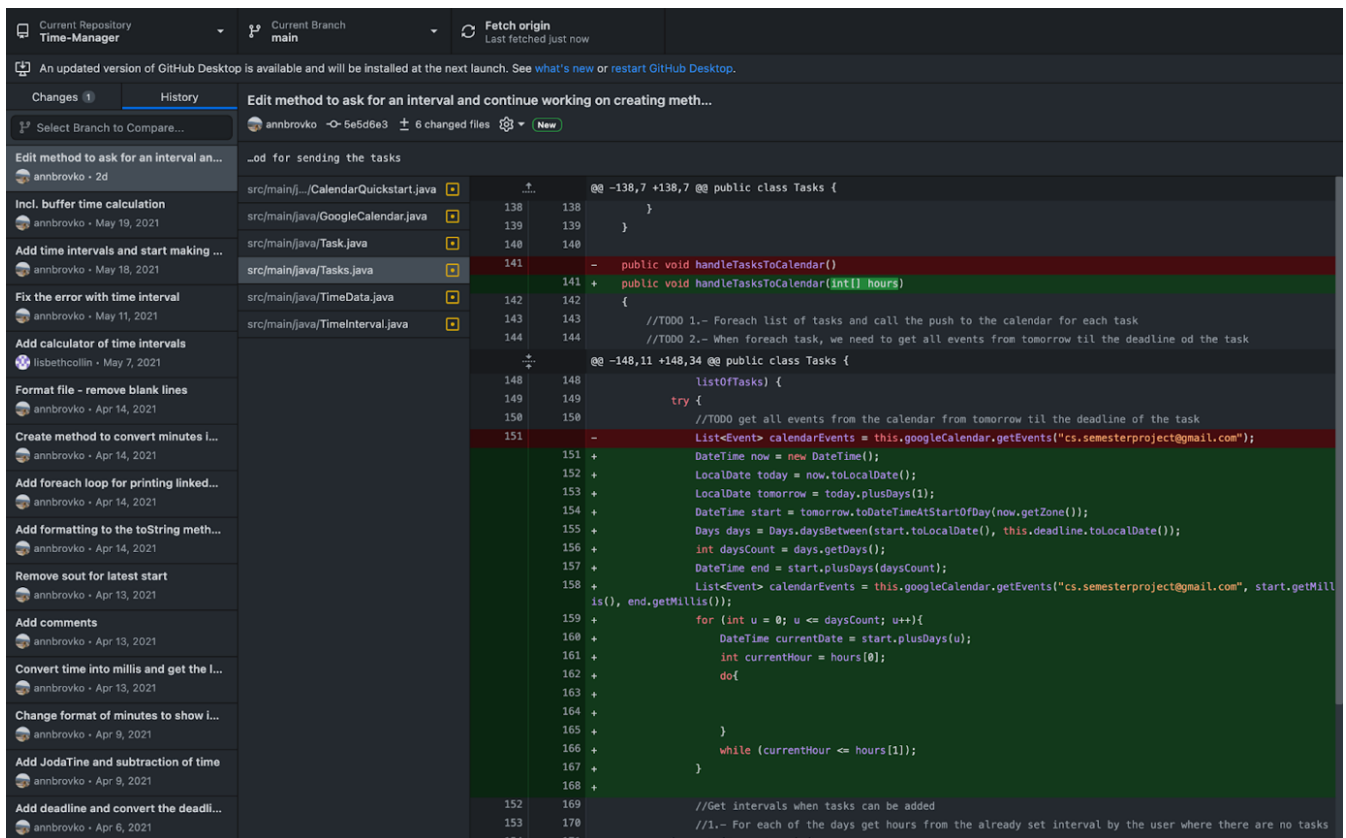 Current Repository
Time-Manager
Current Branch
main
Fetch origin
Last fetched just now
An updated version of GitHub Desktop is available and will be installed at the next launch. See what's new or restart GitHub Desktop.
Changes 1
History
Select Branch to Compare...
Edit method to ask for an interval an...
annbrovko • 2d
Incl. buffer time calculation
annbrovko • May 19, 2021
Add time intervals and start making ...
annbrovko • May 18, 2021
Fix the error with time interval
annbrovko • May 11, 2021
Add calculator of time intervals
lisbethcollin • May 7, 2021
Format file - remove blank lines
annbrovko • Apr 14, 2021
Create method to convert minutes i...
annbrovko • Apr 14, 2021
Add foreach loop for printing linked...
annbrovko • Apr 14, 2021
Add formatting to the toString meth...
annbrovko • Apr 14, 2021
Remove sout for latest start
annbrovko • Apr 13, 2021
Add comments
annbrovko • Apr 13, 2021
Convert time into millis and get the l...
annbrovko • Apr 13, 2021
Change format of minutes to show i...
annbrovko • Apr 9, 2021
Add JodaTine and subtraction of time
annbrovko • Apr 9, 2021
Add deadline and convert the deadli...
annbrovko • Apr 6, 2021
Edit method to ask for an interval and continue working on creating meth...
annbrovko 5e5d6e3 ± 6 changed files New
…od for sending the tasks
src/main/j.../CalendarQuickstart.java
src/main/java/GoogleCalendar.java
src/main/java/Task.java
src/main/java/Tasks.java
src/main/java/TimeData.java
src/main/java/TimeInterval.java
@@ -138,7 +138,7 @@ public class Tasks {
138 138 }
139 139 }
140 140
141 - public void handleTasksToCalendar()
141 + public void handleTasksToCalendar(int[] hours)
142 142 {
143 143 //TODO 1.- Foreach list of tasks and call the push to the calendar for each task
144 144 //TODO 2.- When foreach task, we need to get all events from tomorrow til the deadline od the task
@@ -148,11 +148,34 @@ public class Tasks {
148 148 listOfTasks) {
149 149 try {
150 150 //TODO get all events from the calendar from tomorrow til the deadline of the task
151 - List<Event> calendarEvents = this.googleCalendar.getEvents("cs.semesterproject@gmail.com");
151 + DateTime now = new DateTime();
152 + LocalDate today = now.toLocalDate();
153 + LocalDate tomorrow = today.plusDays(1);
154 + DateTime start = tomorrow.toDateTimeAtStartOfDay(now.getZone());
155 + Days days = Days.daysBetween(start.toLocalDate(), this.deadline.toLocalDate());
156 + int daysCount = days.getDays();
157 + DateTime end = start.plusDays(daysCount);
158 + List<Event> calendarEvents = this.googleCalendar.getEvents("cs.semesterproject@gmail.com", start.getMill
is(), end.getMillis());
159 + for (int u = 0; u <= daysCount; u++){
160 + DateTime currentDate = start.plusDays(u);
161 + int currentHour = hours[0];
162 + do{
163 +
164 +
165 + }
166 + while (currentHour <= hours[1]);
167 + }
168 +
152 169 //Get intervals when tasks can be added
153 170 //1.- For each of the days get hours from the already set interval by the user where there are no tasks